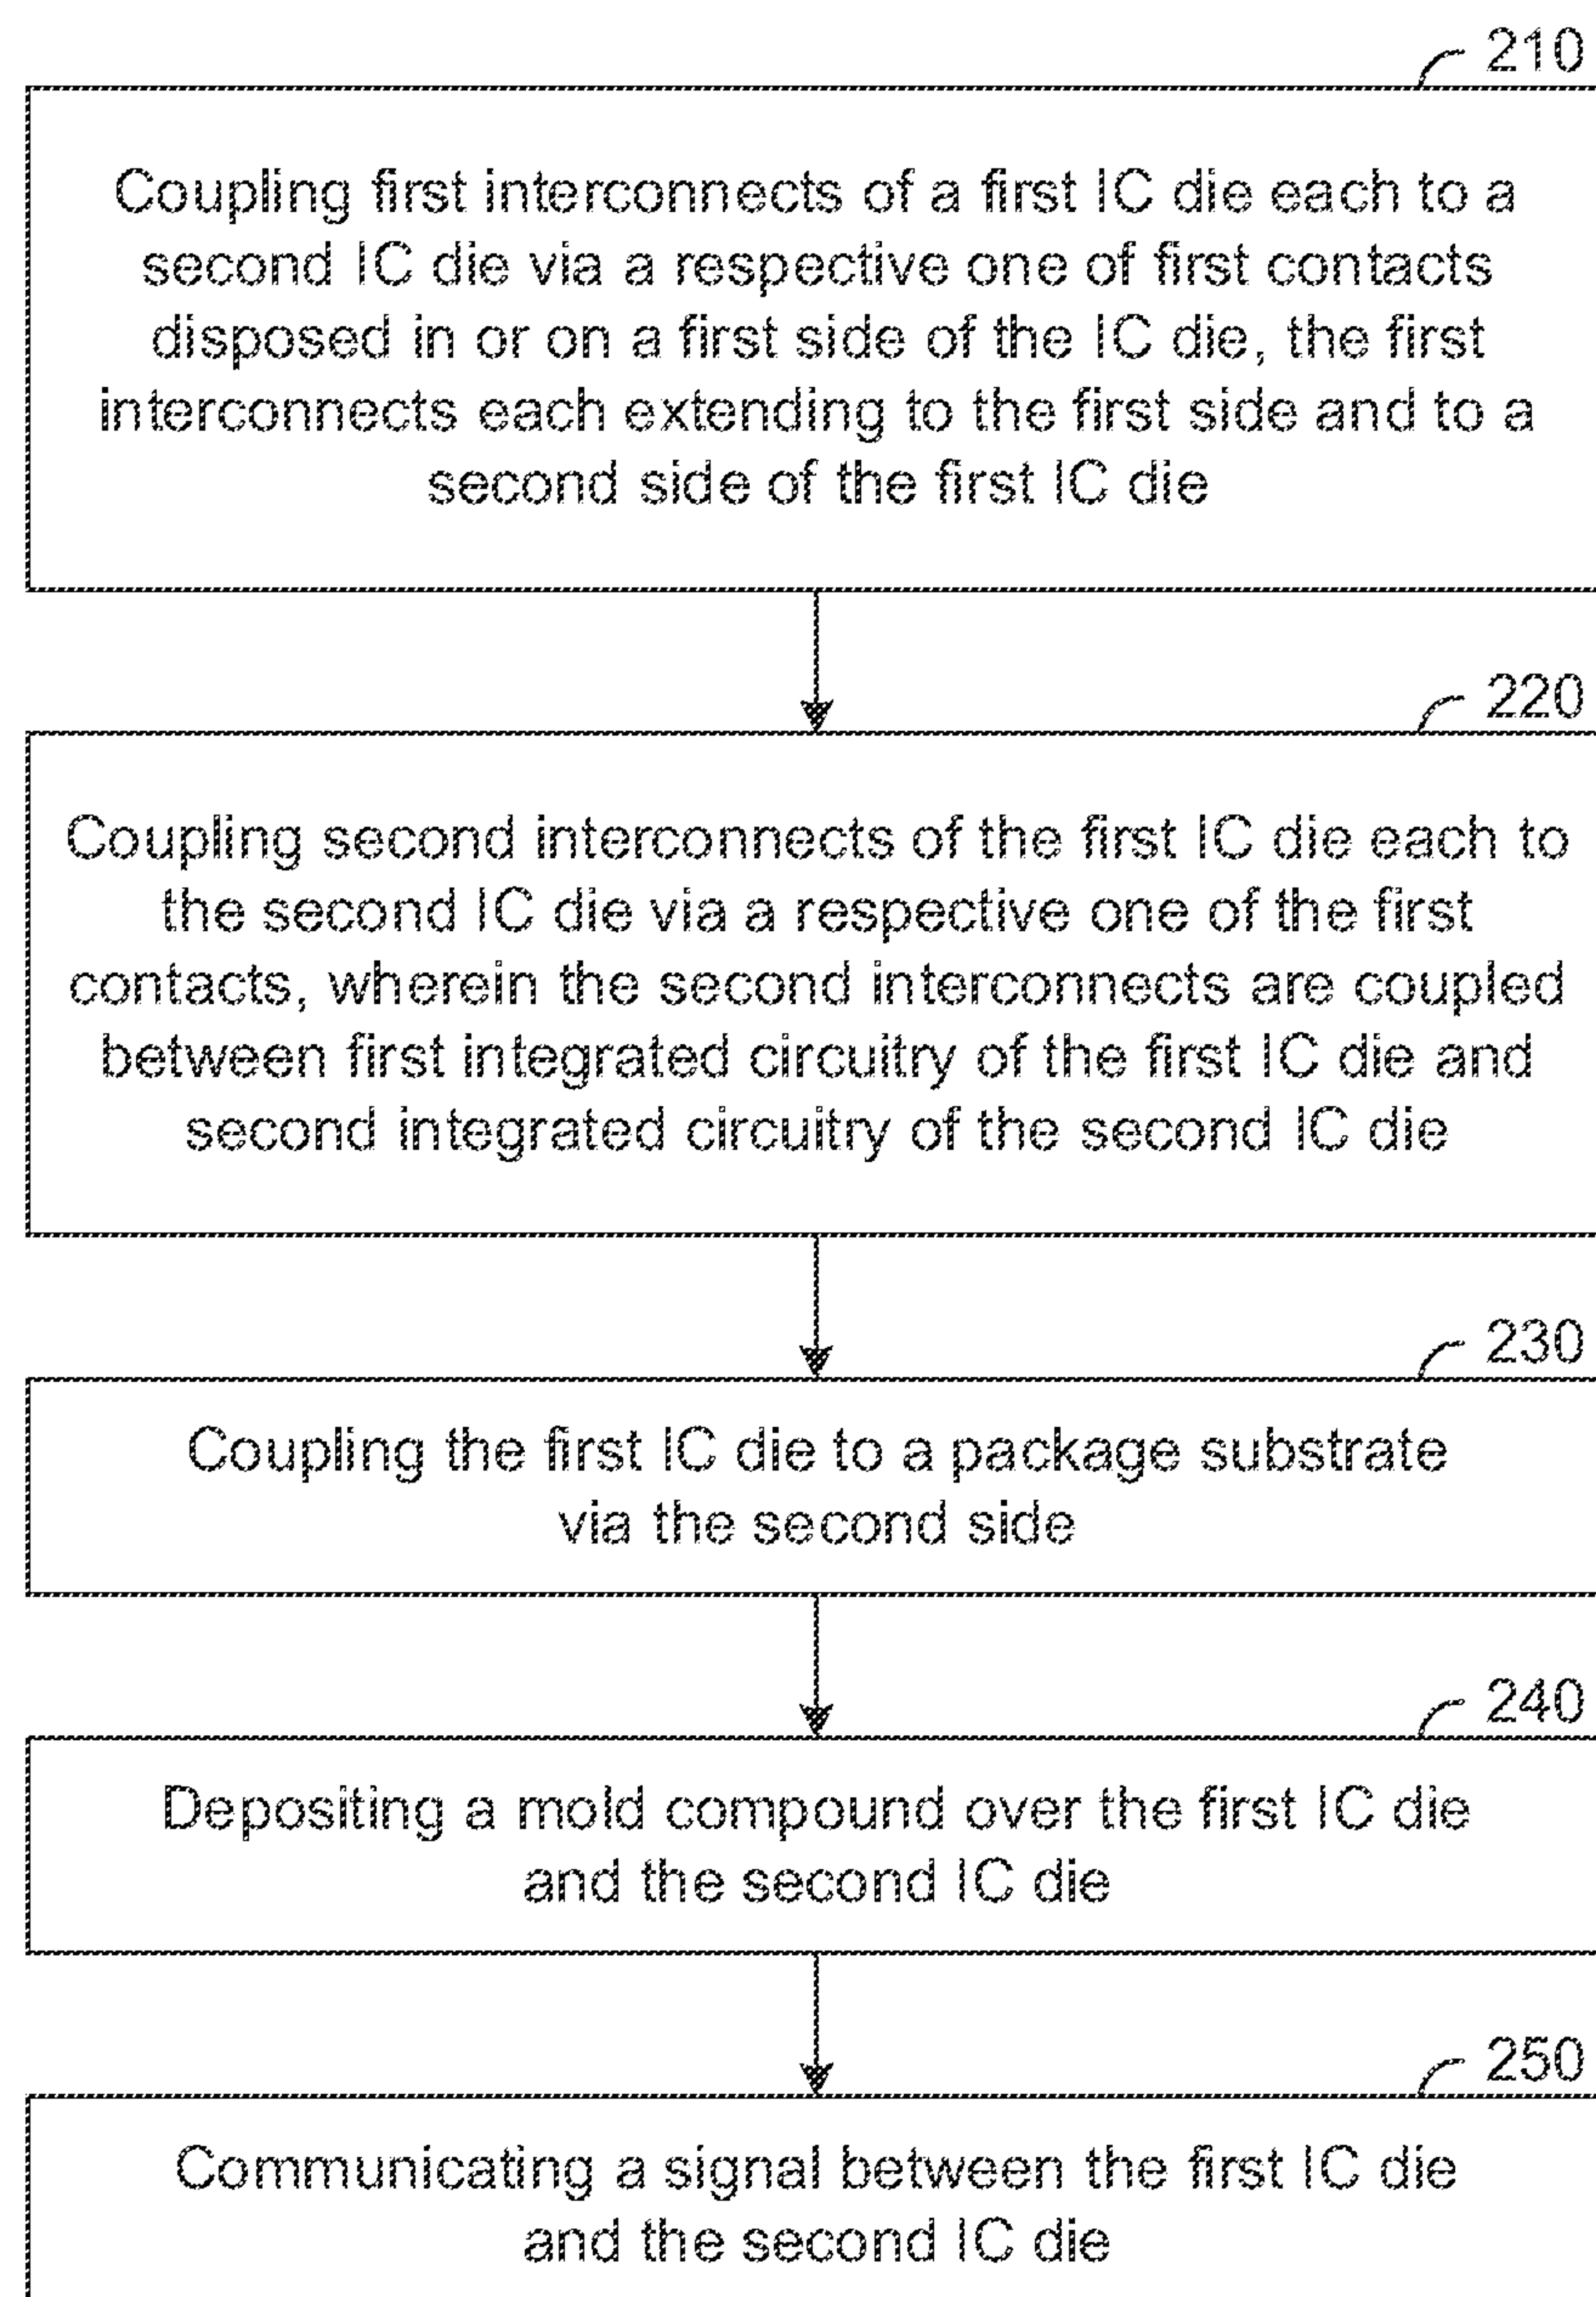 210
Coupling first interconnects of a first IC die each to a
second IC die via a respective one of first contacts
disposed in or on a first side of the IC die, the first
interconnects each extending to the first side and to a
second side of the first IC die
220
Coupling second interconnects of the first IC die each to
the second IC die via a respective one of the first
contacts, wherein the second interconnects are coupled
between first integrated circuitry of the first IC die and
second integrated circuitry of the second IC die
230
Coupling the first IC die to a package substrate
via the second side
240
Depositing a mold compound over the first IC die
and the second IC die
250
Communicating a signal between the first IC die
and the second IC die